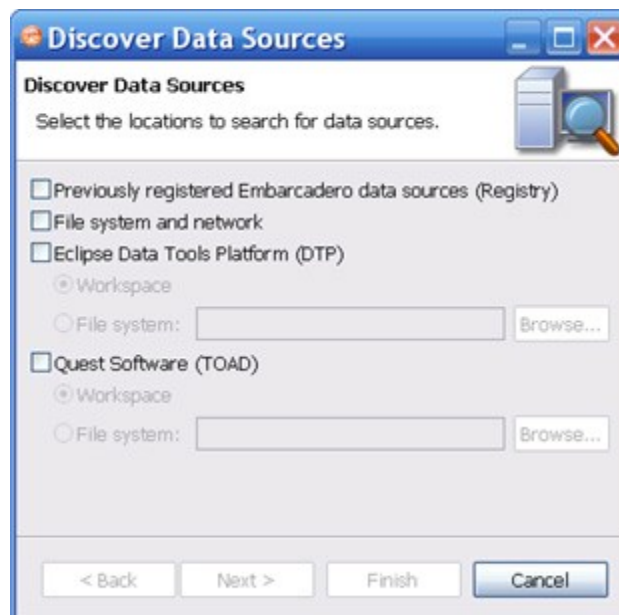 Discover Data Sources
Discover Data Sources
Select the locations to search for data sources.
Previously registered Embarcadero data sources (Registry)
File system and network
Eclipse Data Tools Platform (DTP)
Workspace
File system: Browse...
Quest Software (TOAD)
Workspace
File system: Browse...
< Back Next > Finish Cancel